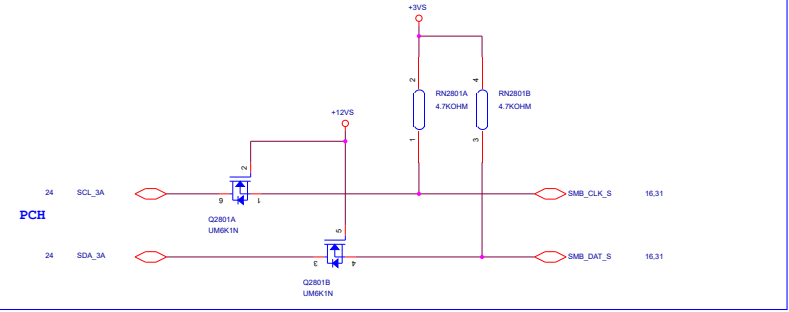 +3VS
2
4
RN2801A
RN2801B
4.7KOHM
4.7KOHM
+12VS
1
3
2
24 SCL_3A
6
1
SMB_CLK_S 16,31
PCH
Q2801A
UM6K1N
5
24 SDA_3A
3
4
SMB_DAT_S 16,31
Q2801B
UM6K1N